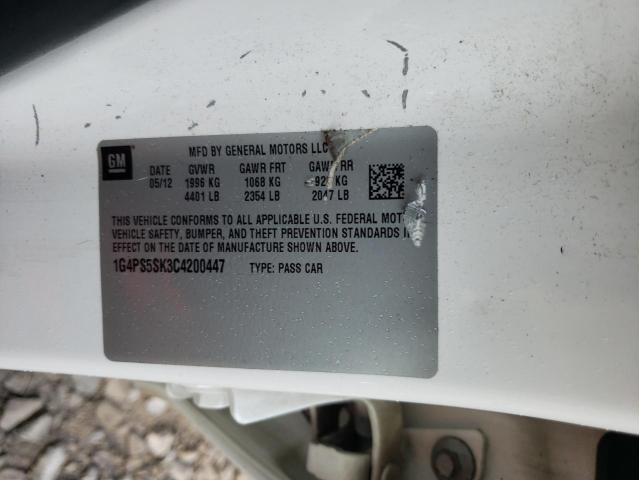 GM
MFD BY GENERAL MOTORS LLC
DATE GVWR GAWR FRT GAWR RR
05/12 1996 KG 1068 KG 929 KG
4401 LB 2354 LB 2047 LB
THIS VEHICLE CONFORMS TO ALL APPLICABLE U.S. FEDERAL
VEHICLE SAFETY, BUMPER, AND THEFT PREVENTION STANDARDS IN
EFFECT ON THE DATE OF MANUFACTURE SHOWN ABOVE.
1G4PS5SK3C4200447 TYPE: PASS CAR